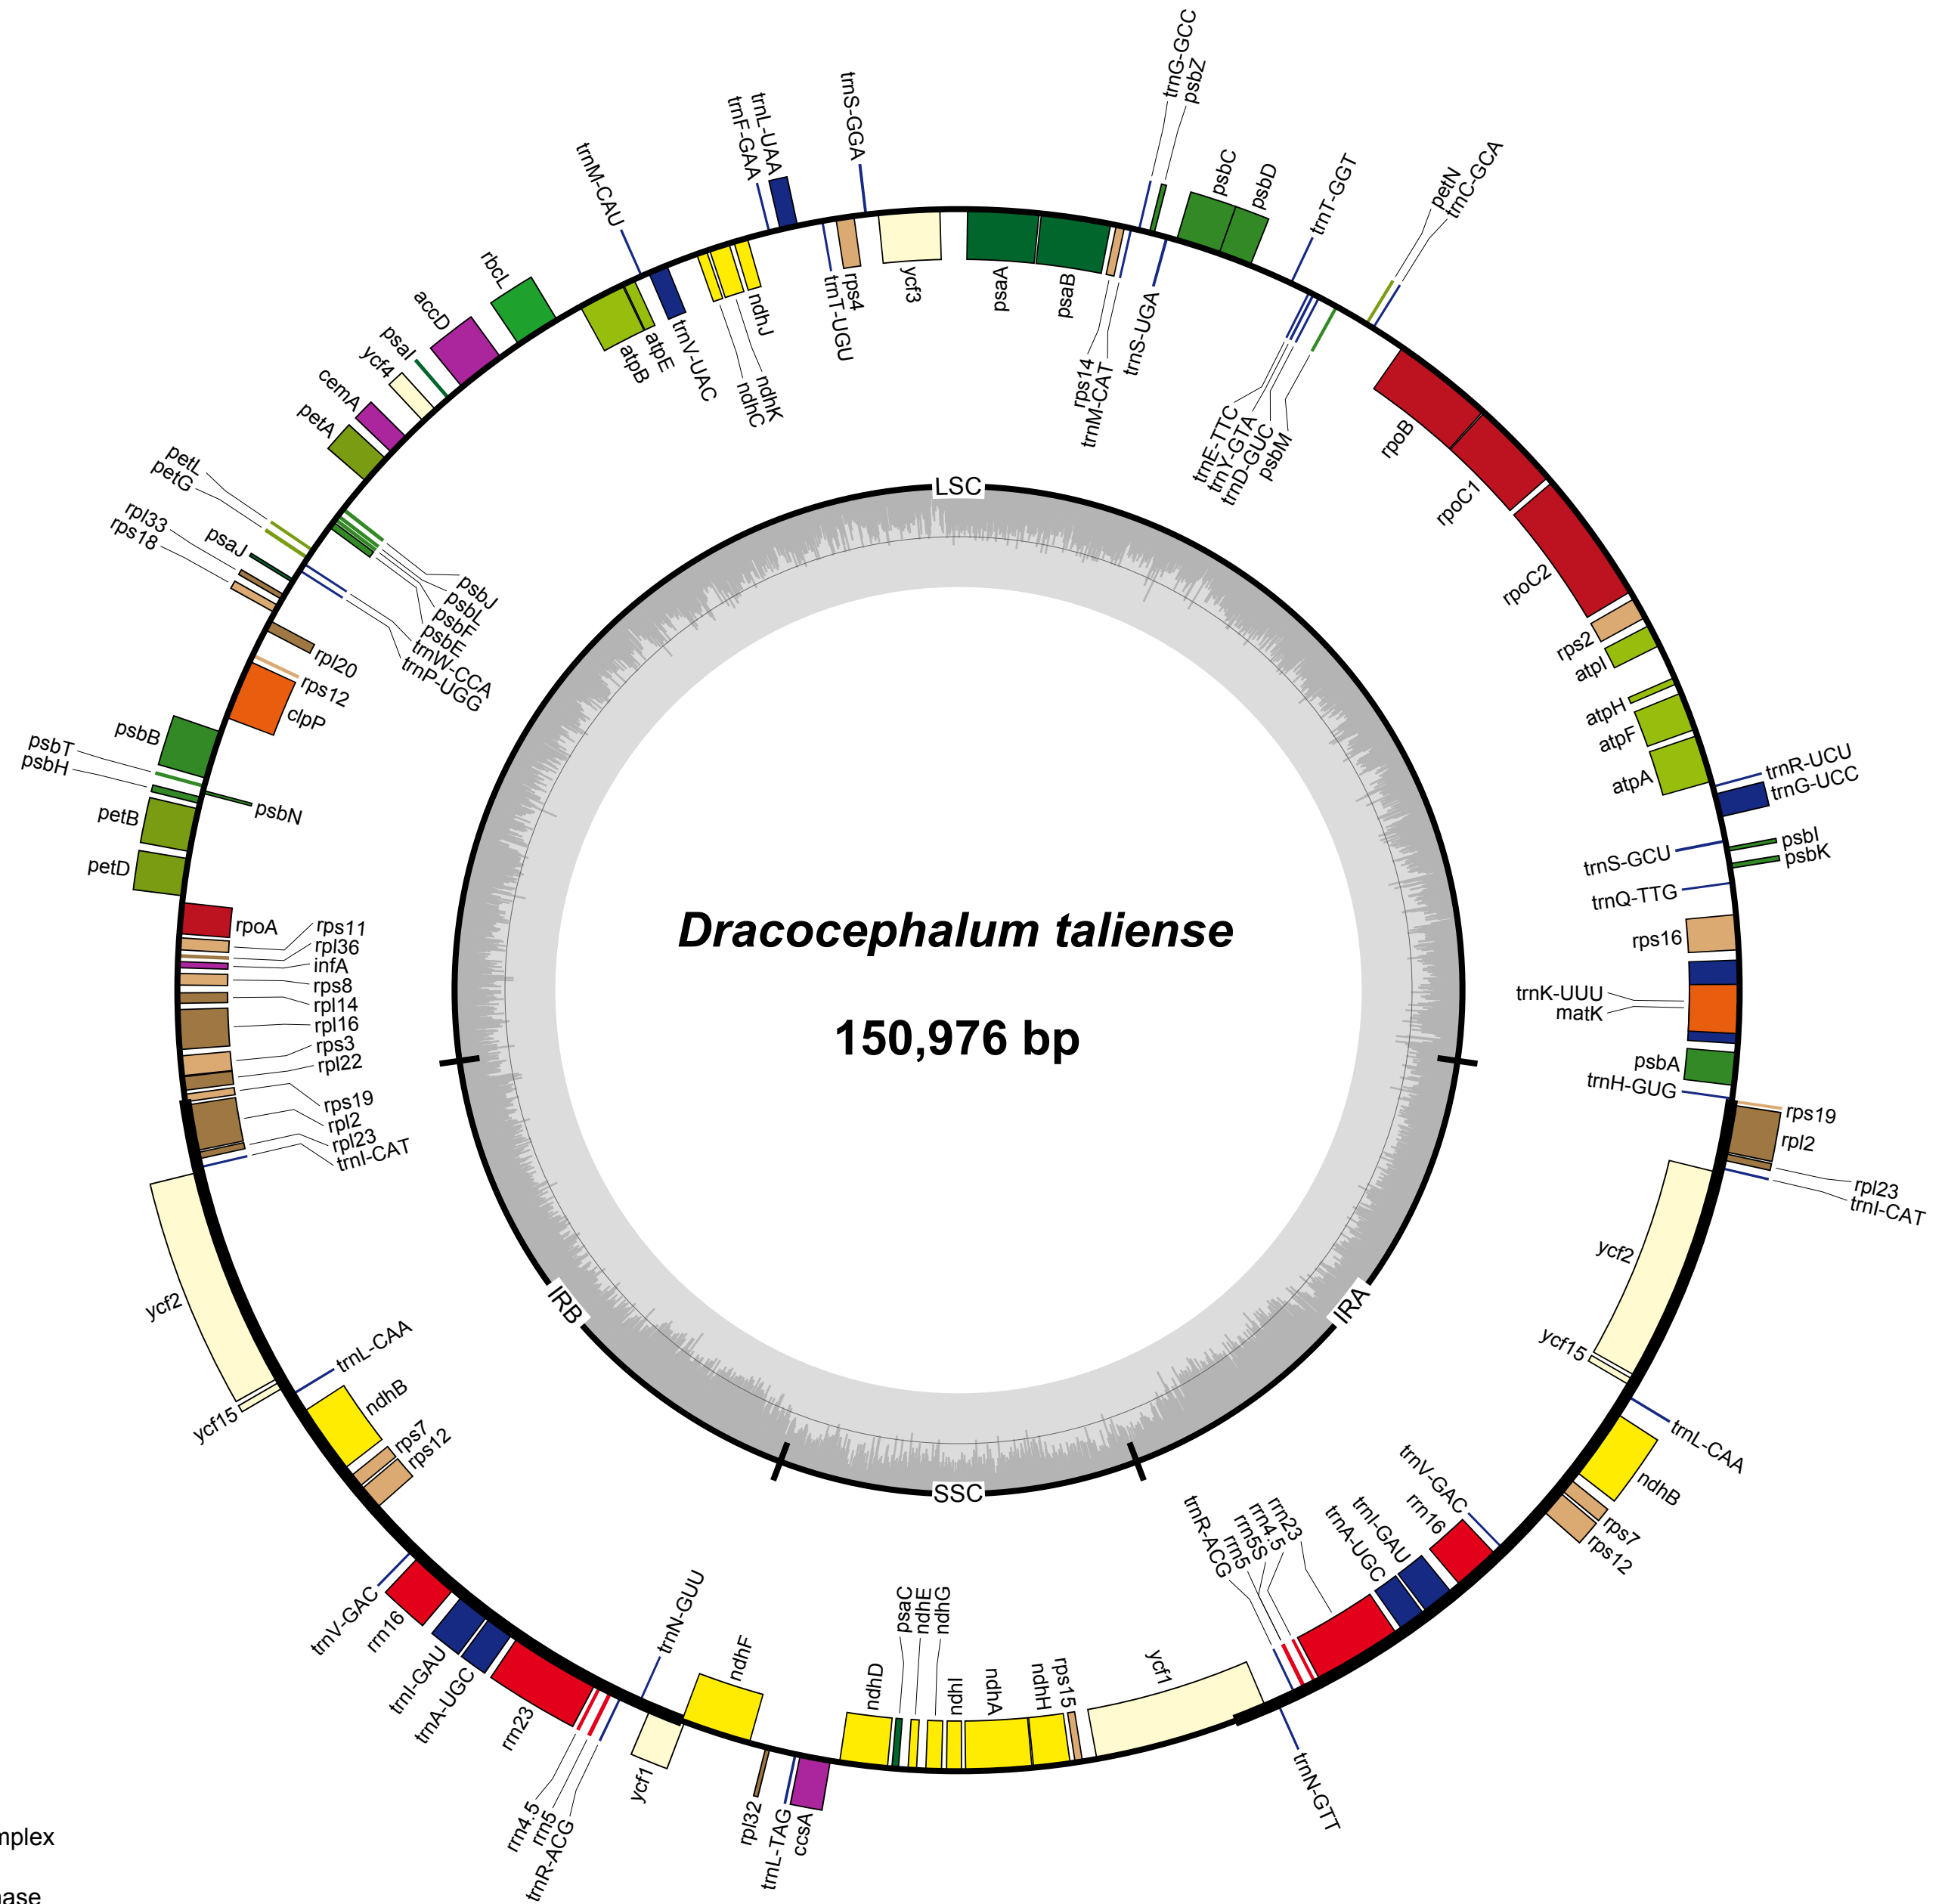 trnG-GCC
psbZ
psbC
psbD
trnT-GGT
petN
trnC-GCA
trnS-GGA
trnL-UAA
trnF-GAA
trnM-CAU
rbcL
accD
psaI
ycf4
cemA
petA
petL
petG
rpl33
rps18
psaJ
psbB
psbT
psbH
petB
petD
ycf3
psaA
psaB
rps14
trnM-CAT
trnS-UGA
trnE-TTC
trnY-GTA
trnD-GUC
psbM
rps4
trnT-UGU
ndhJ
ndhK
ndhC
trnV-UAC
atpE
atpB
psbJ
psbL
psbF
psbE
trnW-CCA
trnP-UGG
rpl20
rps12
clpP
psbN
rpoB
rpoC1
rpoC2
rps2
atpI
atpH
atpF
atpA
trnR-UCU
trnG-UCC
trnS-GCU
psbI
psbK
trnQ-TTG
rps16
trnK-UUU
matK
psbA
trnH-GUG
rps19
rpl2
rpl23
trnI-CAT
LSC
Dracocephalum taliense
150,976 bp
IRB
IRA
SSC
rpoA
rps11
rpl36
infA
rps8
rpl14
rpl16
rps3
rpl22
rps19
rpl2
rpl23
trnI-CAT
ycf2
ycf15
trnL-CAA
ndhB
rps7
rps12
trnV-GAC
rrn16
trnI-GAU
trnA-UGC
rrn23
rrn4.5
rrn5
trnR-ACG
trnN-GUU
ycf1
ndhF
rpl32
trnL-TAG
ccsA
ndhD
psaC
ndhE
ndhG
ndhI
ndhA
ndhH
rps15
ycf1
trnN-GTT
trnR-ACG
rrn5
rrn5S
rrn4.5
rrn23
trnA-UGC
trnI-GAU
rrn16
trnV-GAC
rps12
rps7
ndhB
trnL-CAA
ycf15
ycf2
mplex
ase